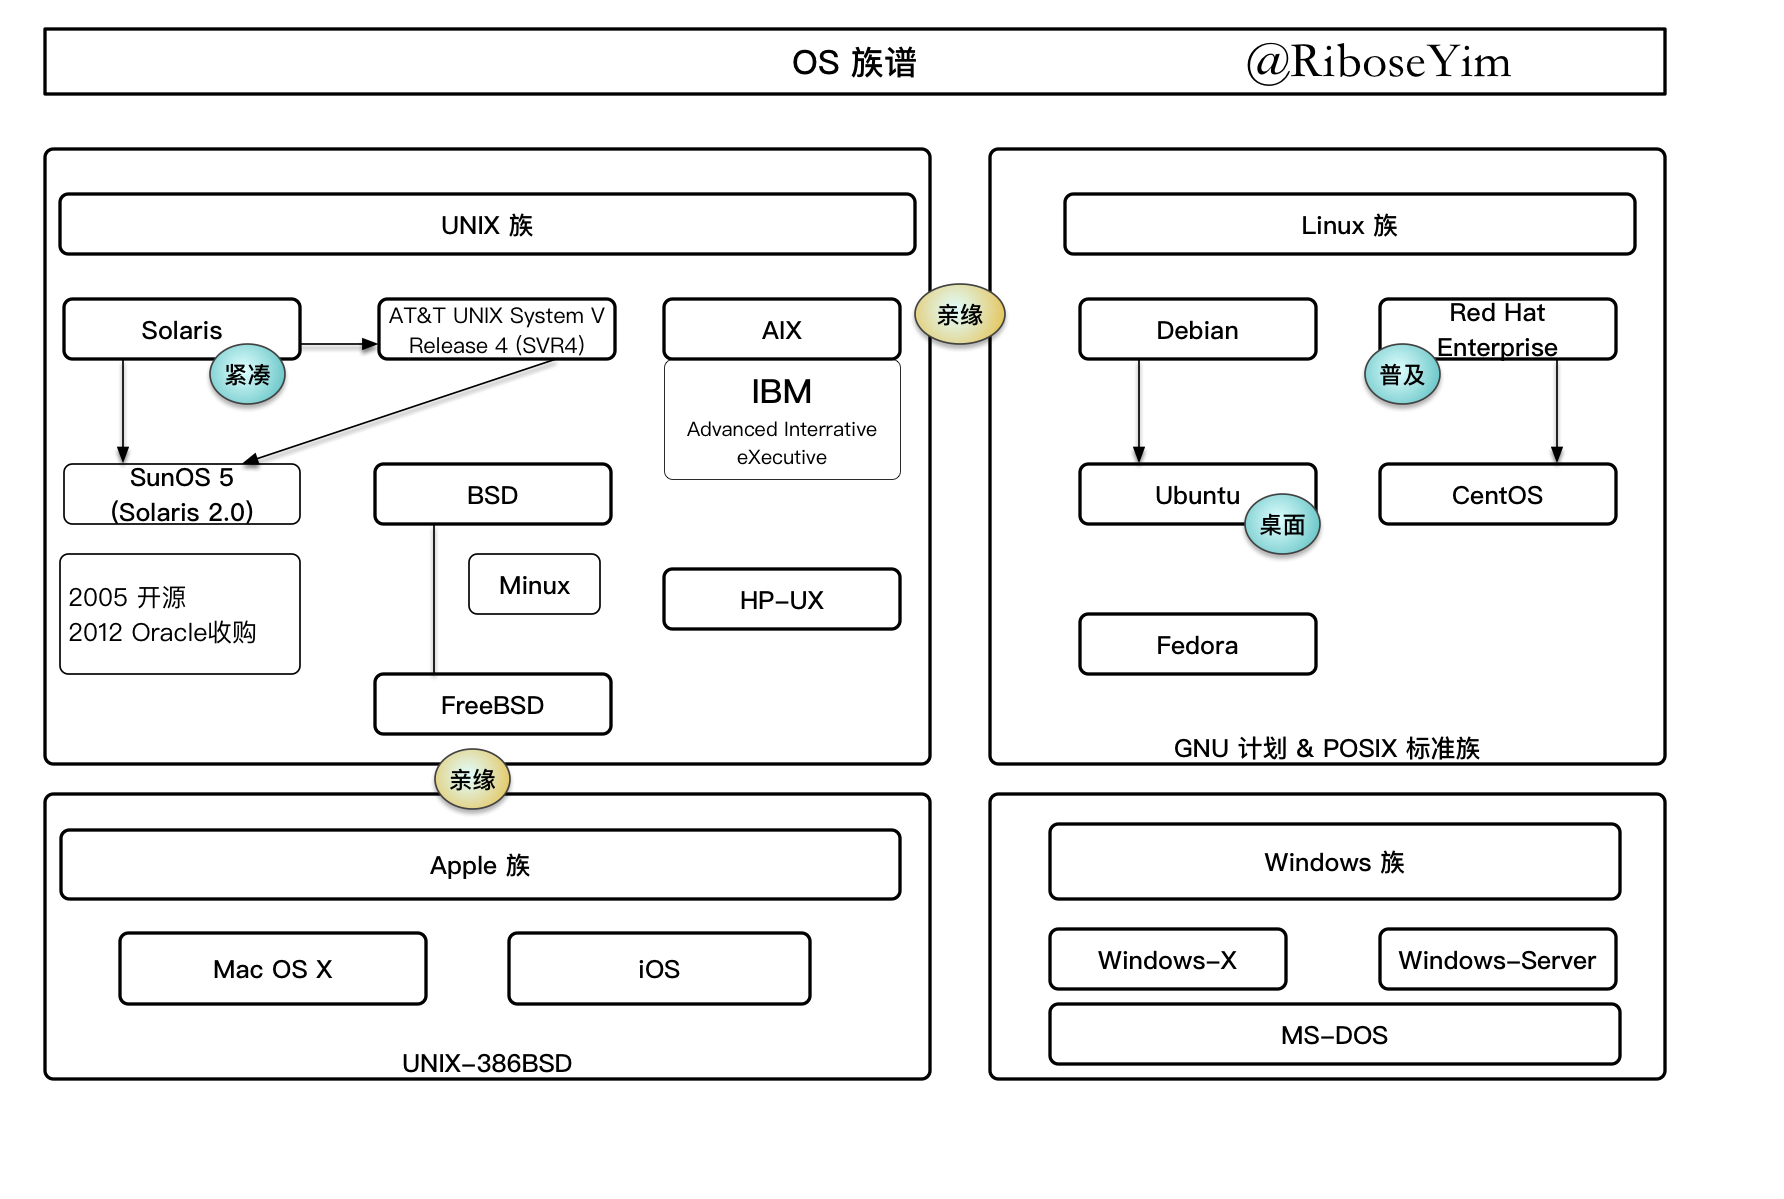 OS 族谱
@RiboseYim
UNIX 族
Solaris
紧凑
AT&T UNIX System V
Release 4 (SVR4)
AIX
IBM
Advanced Interrative
eXecutive
SunOS 5
(Solaris 2.0)
2005 开源
2012 Oracle收购
BSD
Minux
FreeBSD
HP-UX
亲缘
Linux 族
Debian
Red Hat
Enterprise
普及
Ubuntu
桌面
CentOS
Fedora
GNU 计划 & POSIX 标准族
亲缘
Apple 族
Mac OS X
iOS
UNIX-386BSD
Windows 族
Windows-X
Windows-Server
MS-DOS